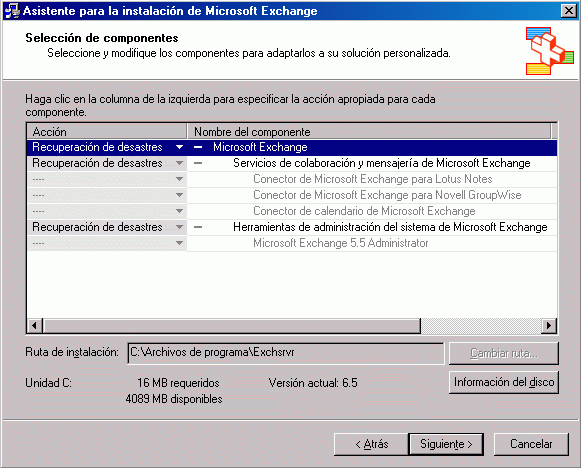 Asistente para la instalación de Microsoft Exchange
Selección de componentes
Seleccione y modifique los componentes para adaptarlos a su solución personalizada.
Haga clic en la columna de la izquierda para especificar la acción apropiada para cada
componente.
Acción Nombre del componente
Recuperación de desastres Microsoft Exchange
Recuperación de desastres Servicios de colaboración y mensajería de Microsoft Exchange
---- Conector de Microsoft Exchange para Lotus Notes
---- Conector de Microsoft Exchange para Novell GroupWise
---- Conector de calendario de Microsoft Exchange
Recuperación de desastres Herramientas de administración del sistema de Microsoft Exchange
---- Microsoft Exchange 5.5 Administrator
Ruta de instalación: C:\Archivos de programa\Exchsrvr Cambiar ruta...
Unidad C: 16 MB requeridos Versión actual: 6.5 Información del disco
4089 MB disponibles
< Atrás Siguiente > Cancelar